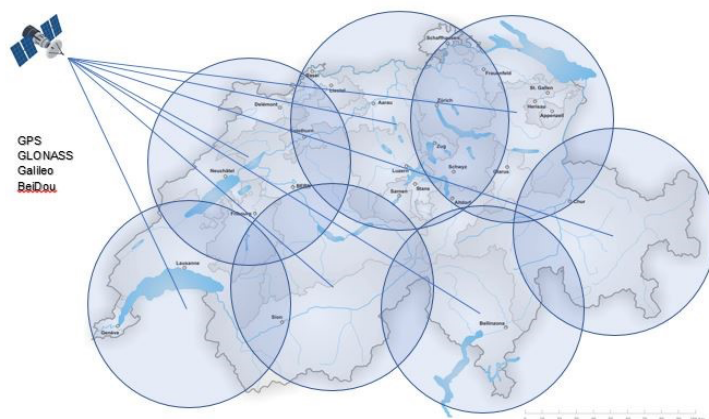 GPS
GLONASS
Galileo
BeiDou
Schaffhausen
Basel
Liestal
Frauenfeld
Delémont
Aarau
Zürich
St. Gallen
Herisau
Appenzell
Solothurn
Zug
Neuchâtel
Luzern
Schwyz
Glarus
BERN
Sarnen
Stans
Altdorf
Chur
Fribourg
Lausanne
Sion
Bellinzona
Genève